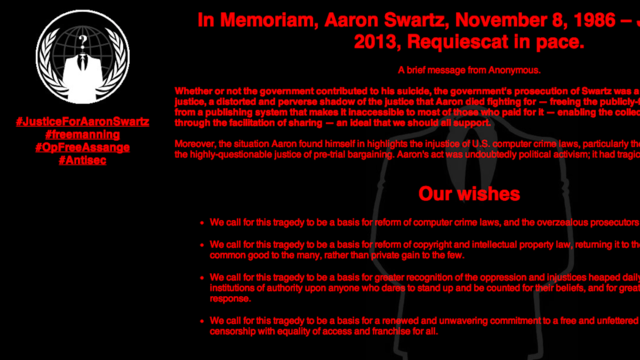 In Memoriam, Aaron Swartz, November 8, 1986 –
2013, Requiescat in pace.
A brief message from Anonymous.
?
#JusticeForAaronSwartz
#freemanning
#OpFreeAssange
#Antisec
Whether or not the government contributed to his suicide, the government's prosecution of Swartz was a
justice, a distorted and perverse shadow of the justice that Aaron died fighting for — freeing the publicly-
from a publishing system that makes it inaccessible to most of those who paid for it — enabling the collec
through the facilitation of sharing — an ideal that we should all support.
Moreover, the situation Aaron found himself in highlights the injustice of U.S. computer crime laws, particularly th
the highly-questionable justice of pre-trial bargaining. Aaron's act was undoubtedly political activism; it had tragic
Our wishes
• We call for this tragedy to be a basis for reform of computer crime laws, and the overzealous prosecutors
• We call for this tragedy to be a basis for reform of copyright and intellectual property law, returning it to th
common good to the many, rather than private gain to the few.
• We call for this tragedy to be a basis for greater recognition of the oppression and injustices heaped daily
institutions of authority upon anyone who dares to stand up and be counted for their beliefs, and for great
response.
• We call for this tragedy to be a basis for a renewed and unwavering commitment to a free and unfettered
censorship with equality of access and franchise for all.